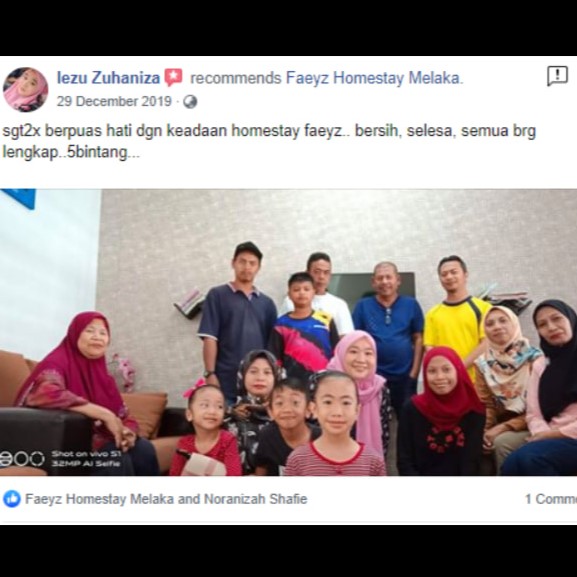 Iezu Zuhaniza recommends Faeyz Homestay Melaka.
29 December 2019 ·
sgt2x berpuas hati dgn keadaan homestay faeyz.. bersih, selesa, semua brg
lengkap..5bintang...
Shot on vivo S1
32MP AI Selfie
Faeyz Homestay Melaka and Noranizah Shafie
1 Comme